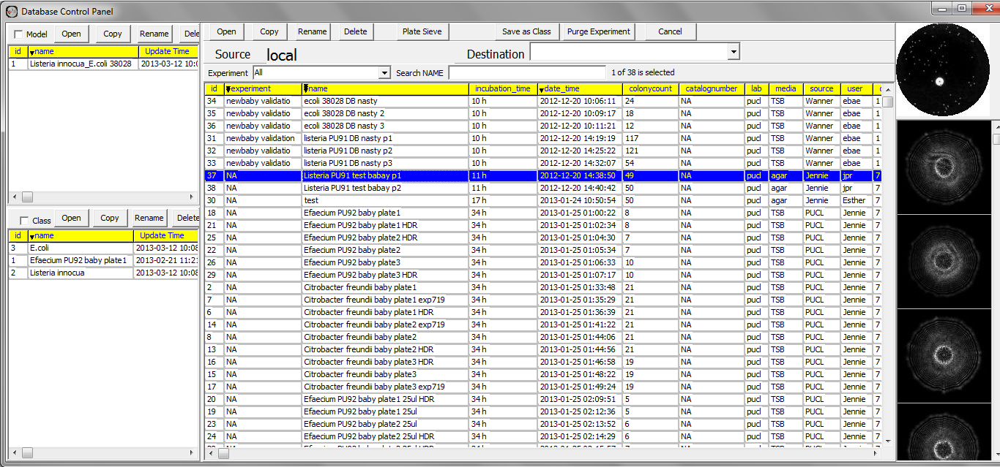 Database Control Panel
Model Open Copy Rename Dele
id name Update Time
1 Listeria innocua_E.coli 38028 2013-03-12 10:0
Class Open Copy Rename Delete
id name Update Time
3 E.coli 2013-03-12 10:08
1 Efaecium PU92 baby plate1 2013-02-21 11:21
2 Listeria innocua 2013-03-12 10:08
Open Copy Rename Delete Plate Sieve Save as Class Purge Experiment Cancel
Source local Destination
Experiment All Search NAME 1 of 38 is selected
id experiment name incubation_time date_time colonycount catalognumber lab media source user
34 newbaby validatio ecoli 38028 DB nasty 10 h 2012-12-20 10:06:11 24 NA pucl TSB Wanner ebae 1
35 newbaby validatio ecoli 38028 DB nasty 2 10 h 2012-12-20 10:09:17 18 NA pucl TSB Wanner ebae 1
36 newbaby validatio ecoli 38028 DB nasty 3 10 h 2012-12-20 10:11:21 12 NA pucl TSB Wanner ebae 1
31 newbaby validation listeria PU91 DB nasty p1 10 h 2012-12-20 14:19:19 117 NA pucl TSB Wanner ebae 1
32 newbaby validatio listeria PU91 DB nasty p2 10 h 2012-12-20 14:25:22 121 NA pucl TSB Wanner ebae 1
33 newbaby validatio listeria PU91 DB nasty p3 10 h 2012-12-20 14:32:07 54 NA pucl TSB Wanner ebae 1
37 NA Listeria PU91 test babay p1 11 h 2012-12-20 14:38:50 49 NA pucl agar Jennie jpr 7
38 NA Listeria PU91 test babay p2 11 h 2012-12-20 14:40:42 50 NA pucl agar Jennie jpr 7
30 NA test 17 h 2013-01-24 10:50:54 50 NA pucl agar Jennie Esther 7
18 NA Efaecium PU92 baby plate1 34 h 2013-01-25 01:00:22 8 NA pucl TSB PUCL Jennie 7
21 NA Efaecium PU92 baby plate1 HDR 34 h 2013-01-25 01:02:34 8 NA pucl TSB PUCL Jennie 7
25 NA Efaecium PU92 baby plate2 HDR 34 h 2013-01-25 01:04:30 7 NA pucl TSB PUCL Jennie 7
22 NA Efaecium PU92 baby plate2 34 h 2013-01-25 01:05:34 7 NA pucl TSB PUCL Jennie 7
26 NA Efaecium PU92 baby plate3 34 h 2013-01-25 01:06:33 10 NA pucl TSB PUCL Jennie 7
29 NA Efaecium PU92 baby plate3 HDR 34 h 2013-01-25 01:07:17 10 NA pucl TSB PUCL Jennie 7
2 NA Citrobacter freundii baby plate1 34 h 2013-01-25 01:33:48 21 NA pucl TSB PUCL Jennie 7
7 NA Citrobacter freundii baby plate1 exp719 34 h 2013-01-25 01:35:29 21 NA pucl TSB PUCL Jennie 7
6 NA Citrobacter freundii baby plate1 HDR 34 h 2013-01-25 01:36:39 21 NA pucl TSB PUCL Jennie 7
14 NA Citrobacter freundii baby plate2 exp719 34 h 2013-01-25 01:41:22 21 NA pucl TSB PUCL Jennie 7
8 NA Citrobacter freundii baby plate2 34 h 2013-01-25 01:44:06 21 NA pucl TSB PUCL Jennie 7
13 NA Citrobacter freundii baby plate2 HDR 34 h 2013-01-25 01:44:56 21 NA pucl TSB PUCL Jennie 7
16 NA Citrobacter freundii baby plate3 HDR 34 h 2013-01-25 01:46:58 19 NA pucl TSB PUCL Jennie 7
15 NA Citrobacter freundii baby plate3 34 h 2013-01-25 01:48:22 19 NA pucl TSB PUCL Jennie 7
17 NA Citrobacter freundii baby plate3 exp719 34 h 2013-01-25 01:49:24 19 NA pucl TSB PUCL Jennie 7
20 NA Efaecium PU92 baby plate1 25ul HDR 34 h 2013-01-25 02:09:51 5 NA pucl TSB PUCL Jennie 7
19 NA Efaecium PU92 baby plate1 25ul 34 h 2013-01-25 02:12:36 5 NA pucl TSB PUCL Jennie 7
23 NA Efaecium PU92 baby plate2 25ul 34 h 2013-01-25 02:13:52 6 NA pucl TSB PUCL Jennie 7
24 NA Efaecium PU92 baby plate2 25ul HDR 34 h 2013-01-25 02:14:29 6 NA pucl TSB PUCL Jennie 7